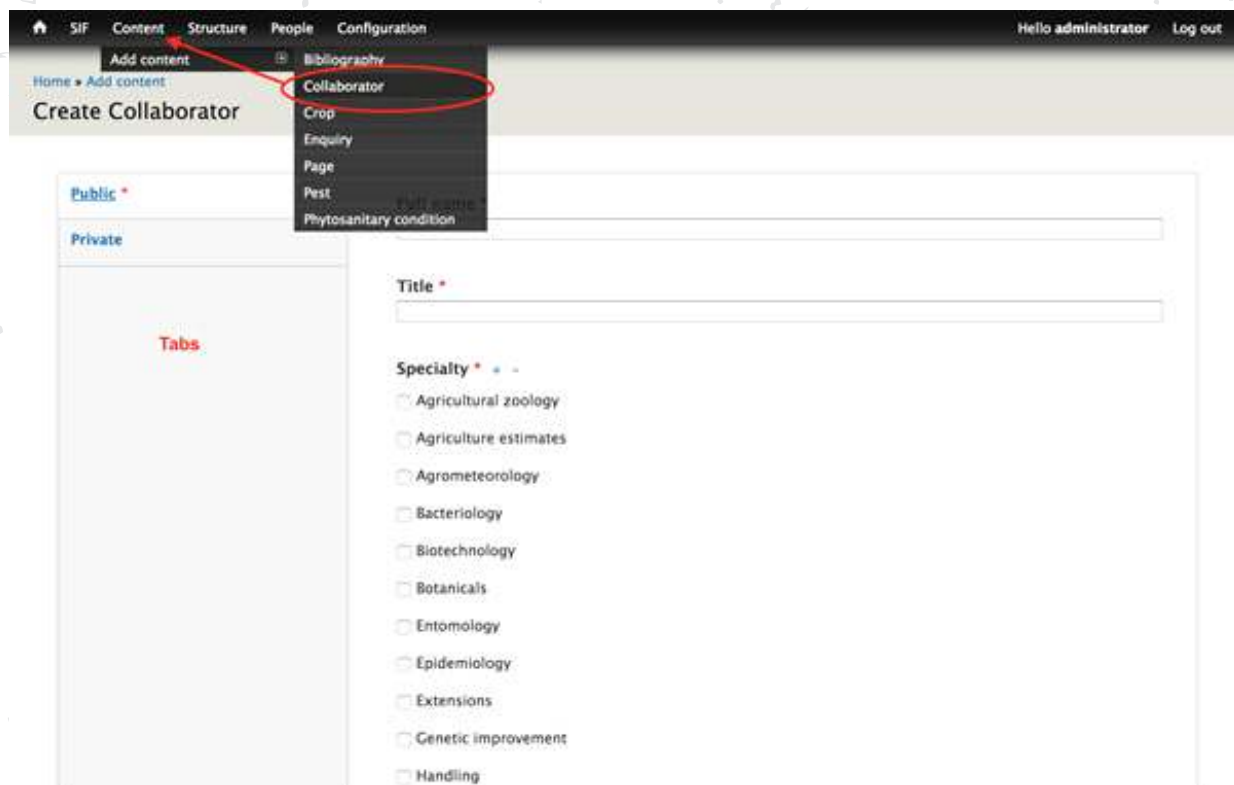 SIF Content Structure People Configuration Hello administrator Log out
Add content Bibliography
Home » Add content Collaborator
Create Collaborator Crop
Enquiry
Page
Public * Pest
Full name *
Phytosanitary condition
Private
Title *
Tabs
Specialty * + -
Agricultural zoology
Agriculture estimates
Agrometeorology
Bacteriology
Biotechnology
Botanicals
Entomology
Epidemiology
Extensions
Genetic improvement
Handling